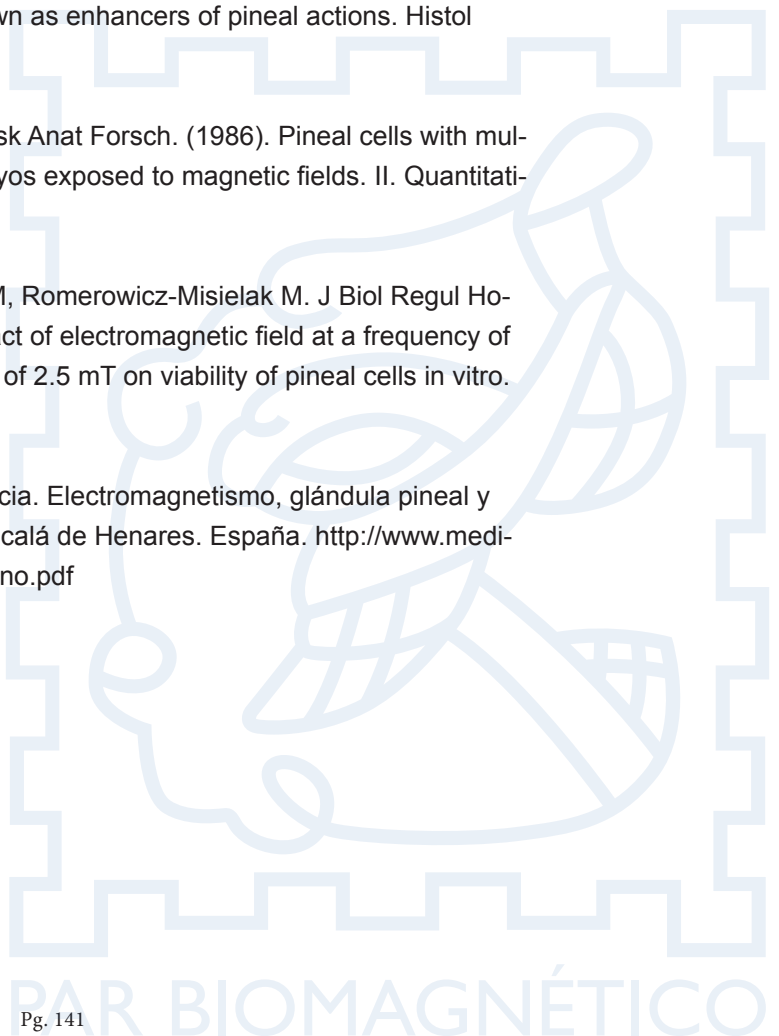 wn as enhancers of pineal actions. Histol
sk Anat Forsch. (1986). Pineal cells with mul-
yos exposed to magnetic fields. II. Quantitati-
M, Romerowicz-Misielak M. J Biol Regul Ho-
act of electromagnetic field at a frequency of
of 2.5 mT on viability of pineal cells in vitro.
cia. Electromagnetismo, glándula pineal y
calá de Henares. España. http://www.medi-
no.pdf
PAR BIOMAGNÉTICO
Pg. 141